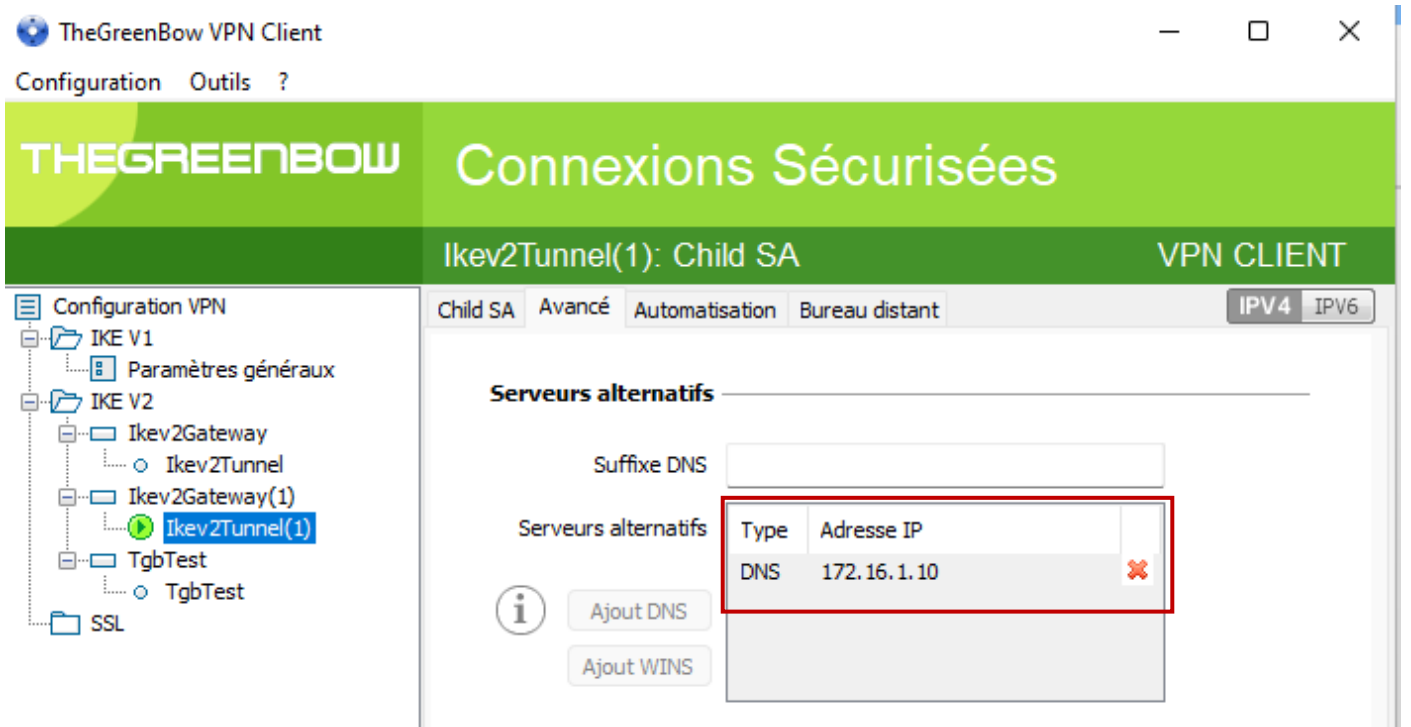 TheGreenBow VPN Client
Configuration Outils ?
THEGREENBOW
Connexions Sécurisées
Ikev2Tunnel(1): Child SA VPN CLIENT
Configuration VPN
IKE V1
Paramètres généraux
IKE V2
Ikev2Gateway
Ikev2Tunnel
Ikev2Gateway(1)
Ikev2Tunnel(1)
TgbTest
TgbTest
SSL
Child SA Avancé Automatisation Bureau distant IPV4 IPV6
Serveurs alternatifs
Suffixe DNS
Serveurs alternatifs
Type Adresse IP
DNS 172.16.1.10
Ajout DNS
Ajout WINS